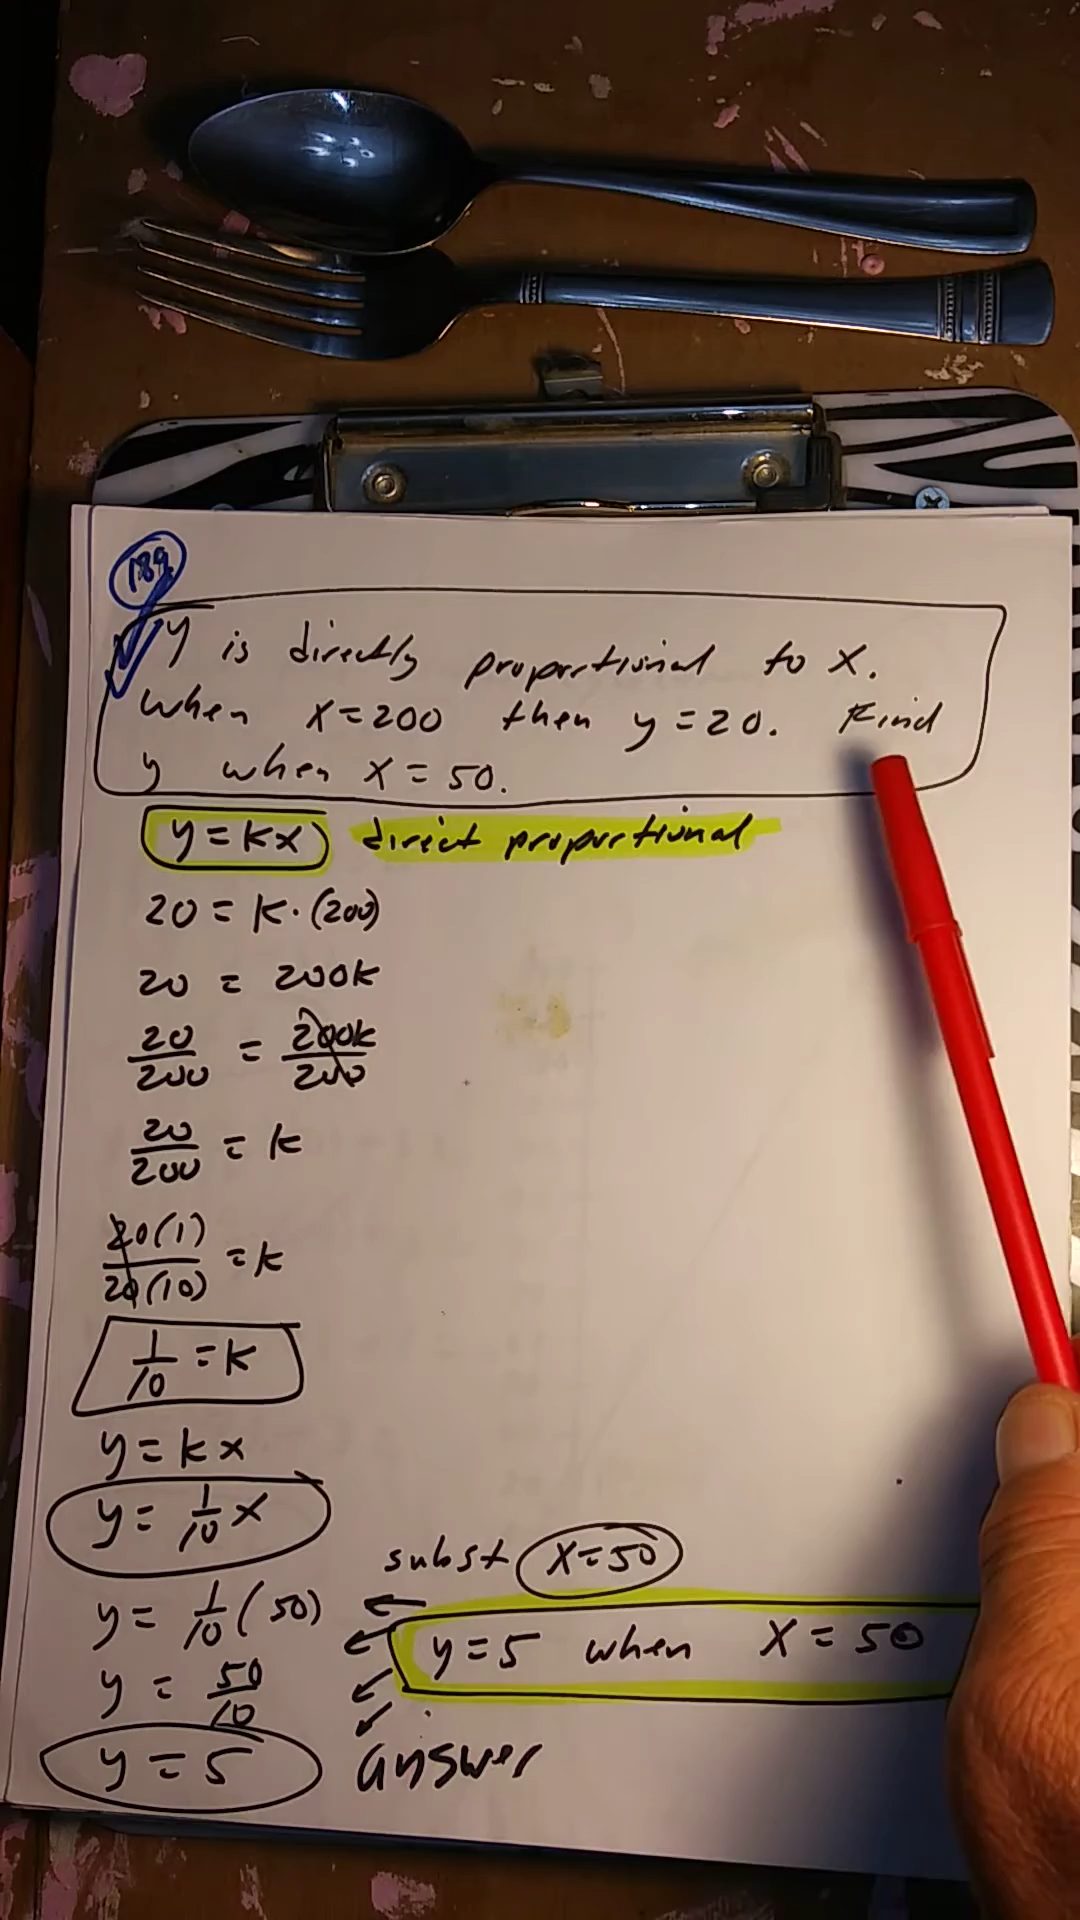 189
y is directly proportional to x.
When x=200 then y=20. Find
y when x=50.
y=kx direct proportional
20=k·(200)
20 = 200k
20/200 = 200k/200
20/200 = k
20(1)/20(10) = k
1/10 = k
y=kx
y=1/10x
subst x=50
y=1/10(50)
y=5 when x=50
y=50/10
y=5 answer